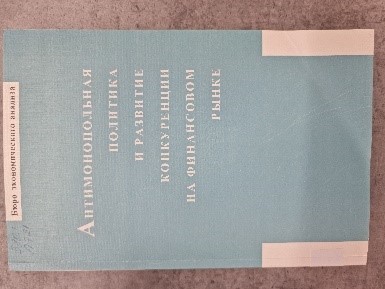 Бюро экономического анализа
Антимонопольная
политика
и развитие
конкуренции
на финансовом
рынке